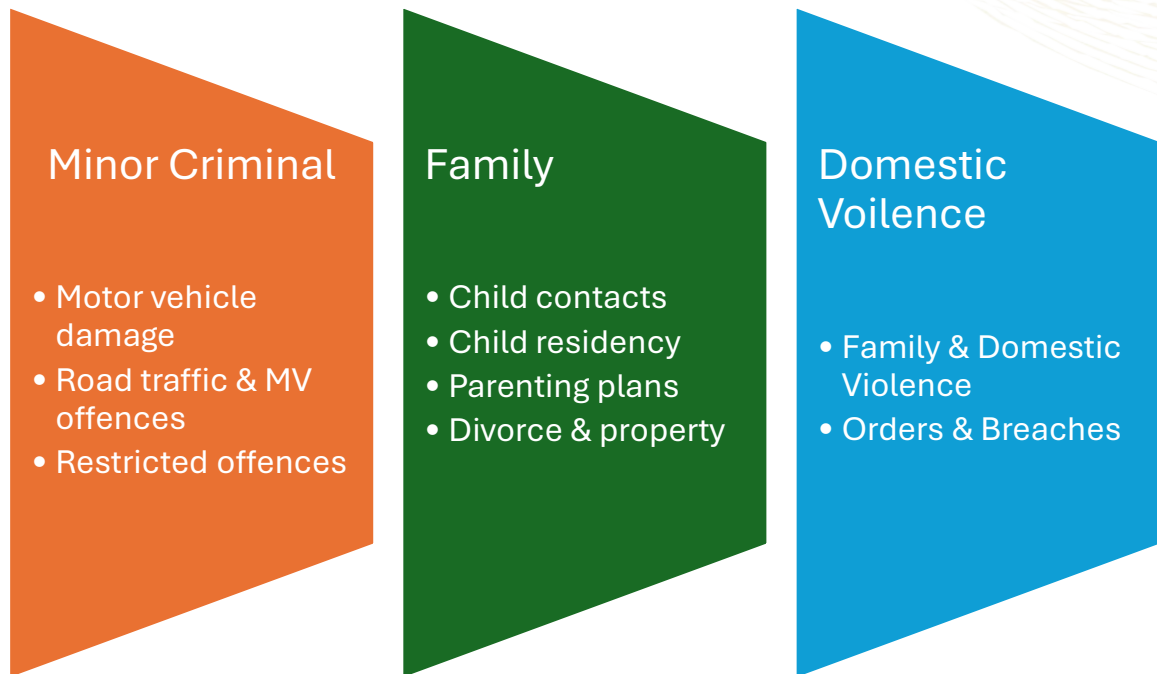 Minor Criminal
• Motor vehicle
damage
• Road traffic & MV
offences
• Restricted offences
Family
• Child contacts
• Child residency
• Parenting plans
• Divorce & property
Domestic
Voilence
• Family & Domestic
Violence
• Orders & Breaches